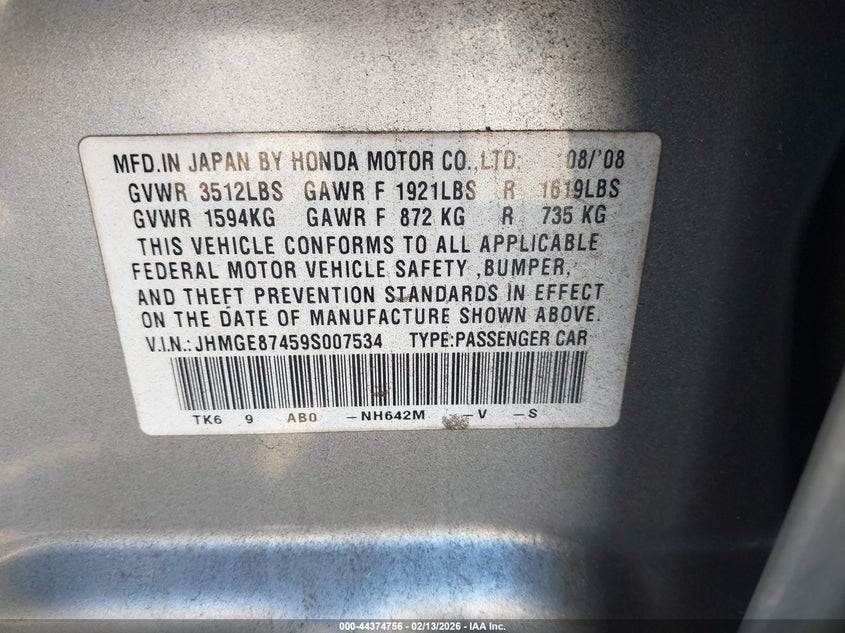 MFD.IN JAPAN BY HONDA MOTOR CO.,LTD. 08/'08
GVWR 3512LBS GAWR F 1921LBS R 1619LBS
GVWR 1594KG GAWR F 872 KG R 735 KG
THIS VEHICLE CONFORMS TO ALL APPLICABLE
FEDERAL MOTOR VEHICLE SAFETY ,BUMPER,
AND THEFT PREVENTION STANDARDS IN EFFECT
ON THE DATE OF MANUFACTURE SHOWN ABOVE.
V.I.N.: JHMGE87459S007534 TYPE:PASSENGER CAR
TK6 9 AB0 -NH642M -V -S
000-44374756 - 02/13/2026 - IAA Inc.